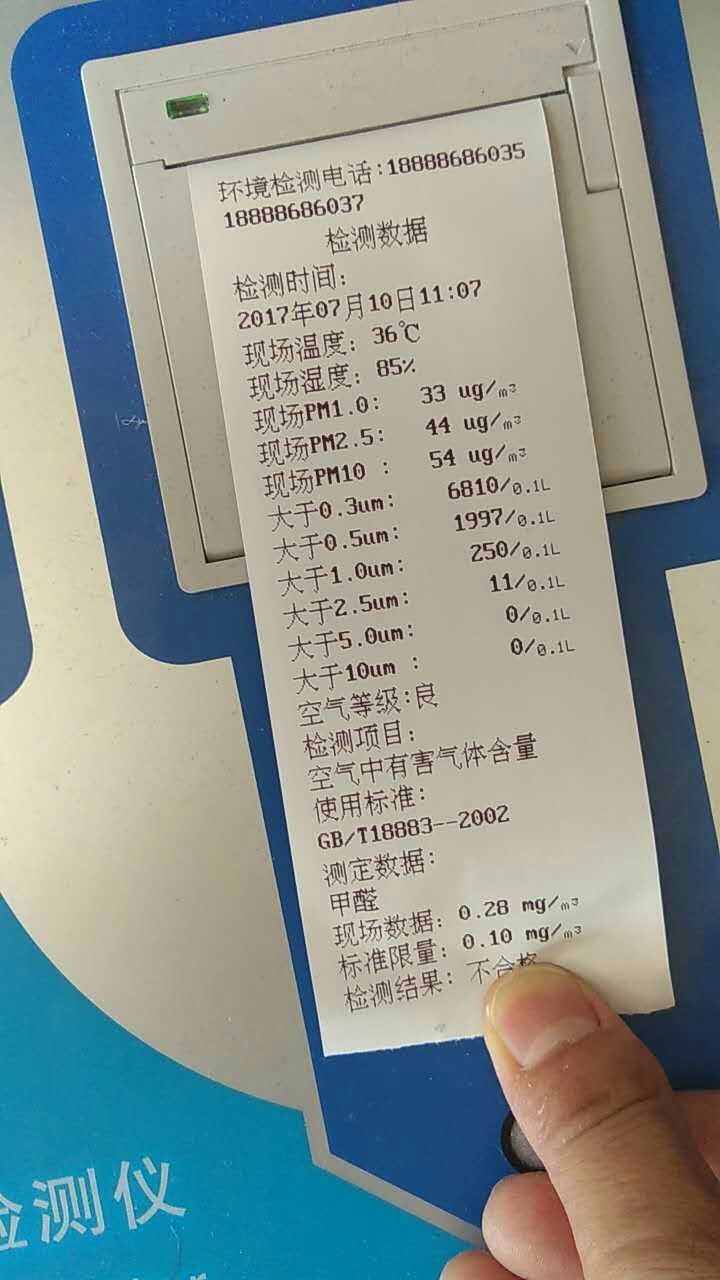 环境检测电话:18888686035
18888686037
检测数据
检测时间:
2017年07月10日11:07
现场温度: 36℃
现场湿度: 85%
现场PM1.0: 33 ug/m³
现场PM2.5: 44 ug/m³
现场PM10 : 54 ug/m³
大于0.3um: 6810/0.1L
大于0.5um: 1997/0.1L
大于1.0um: 250/0.1L
大于2.5um: 11/0.1L
大于5.0um: 0/0.1L
大于10um : 0/0.1L
空气等级:良
检测项目:
空气中有害气体含量
使用标准:
GB/T18883--2002
测定数据:
甲醛
现场数据: 0.28 mg/m³
标准限量: 0.10 mg/m³
检测结果: 不合格
检测仪